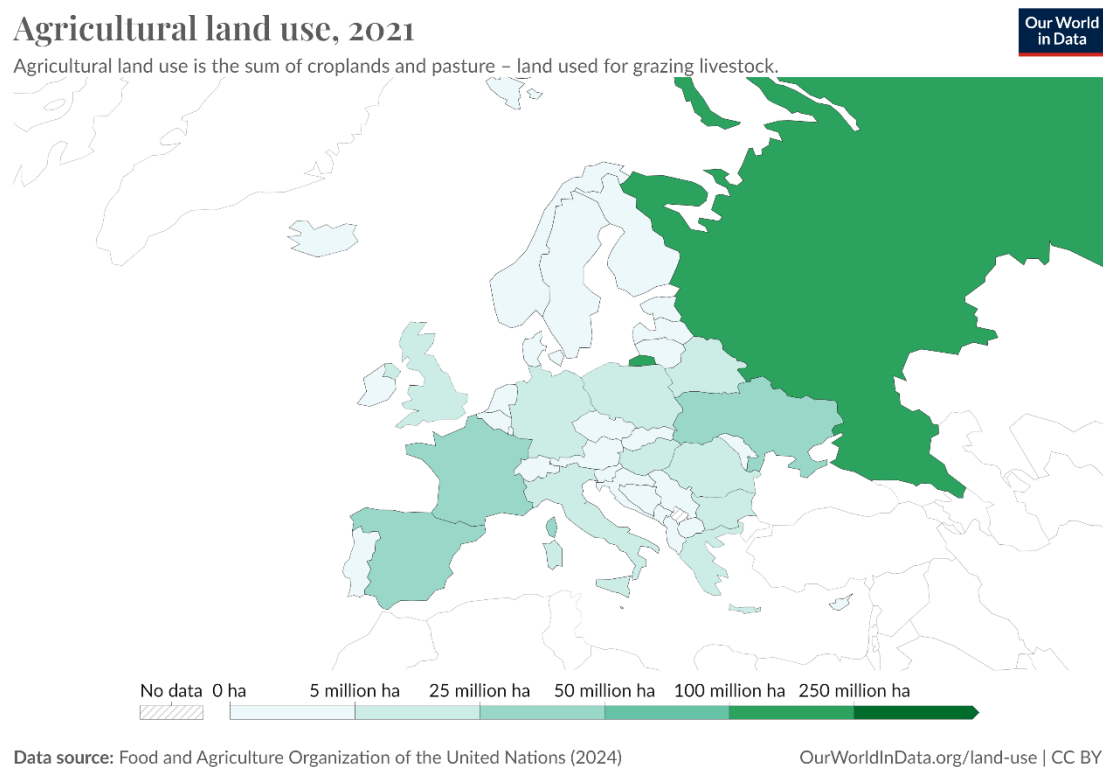 Agricultural land use, 2021
Our World
in Data
Agricultural land use is the sum of croplands and pasture – land used for grazing livestock.
No data 0 ha 5 million ha 25 million ha 50 million ha 100 million ha 250 million ha
Data source: Food and Agriculture Organization of the United Nations (2024)
OurWorldInData.org/land-use | CC BY